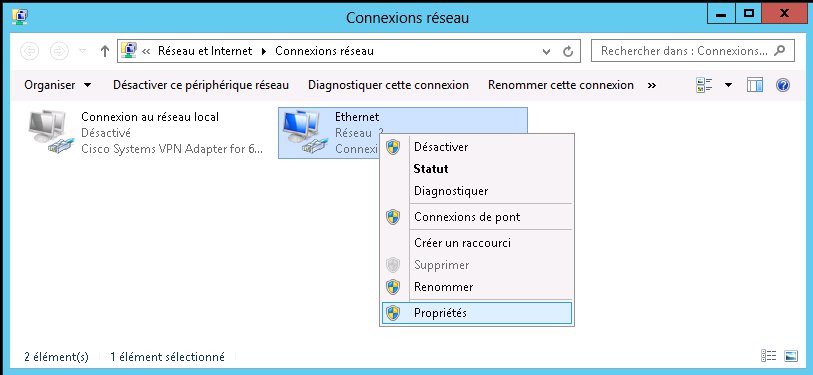 Connexions réseau
« Réseau et Internet Connexions réseau
Rechercher dans : Connexions...
Organiser Désactiver ce périphérique réseau Diagnostiquer cette connexion Renommer cette connexion »
Connexion au réseau local
Désactivé
Cisco Systems VPN Adapter for 6...
Ethernet
Réseau 2
Connexi
Désactiver
Statut
Diagnostiquer
Connexions de pont
Créer un raccourci
Supprimer
Renommer
Propriétés
2 élément(s) 1 élément sélectionné